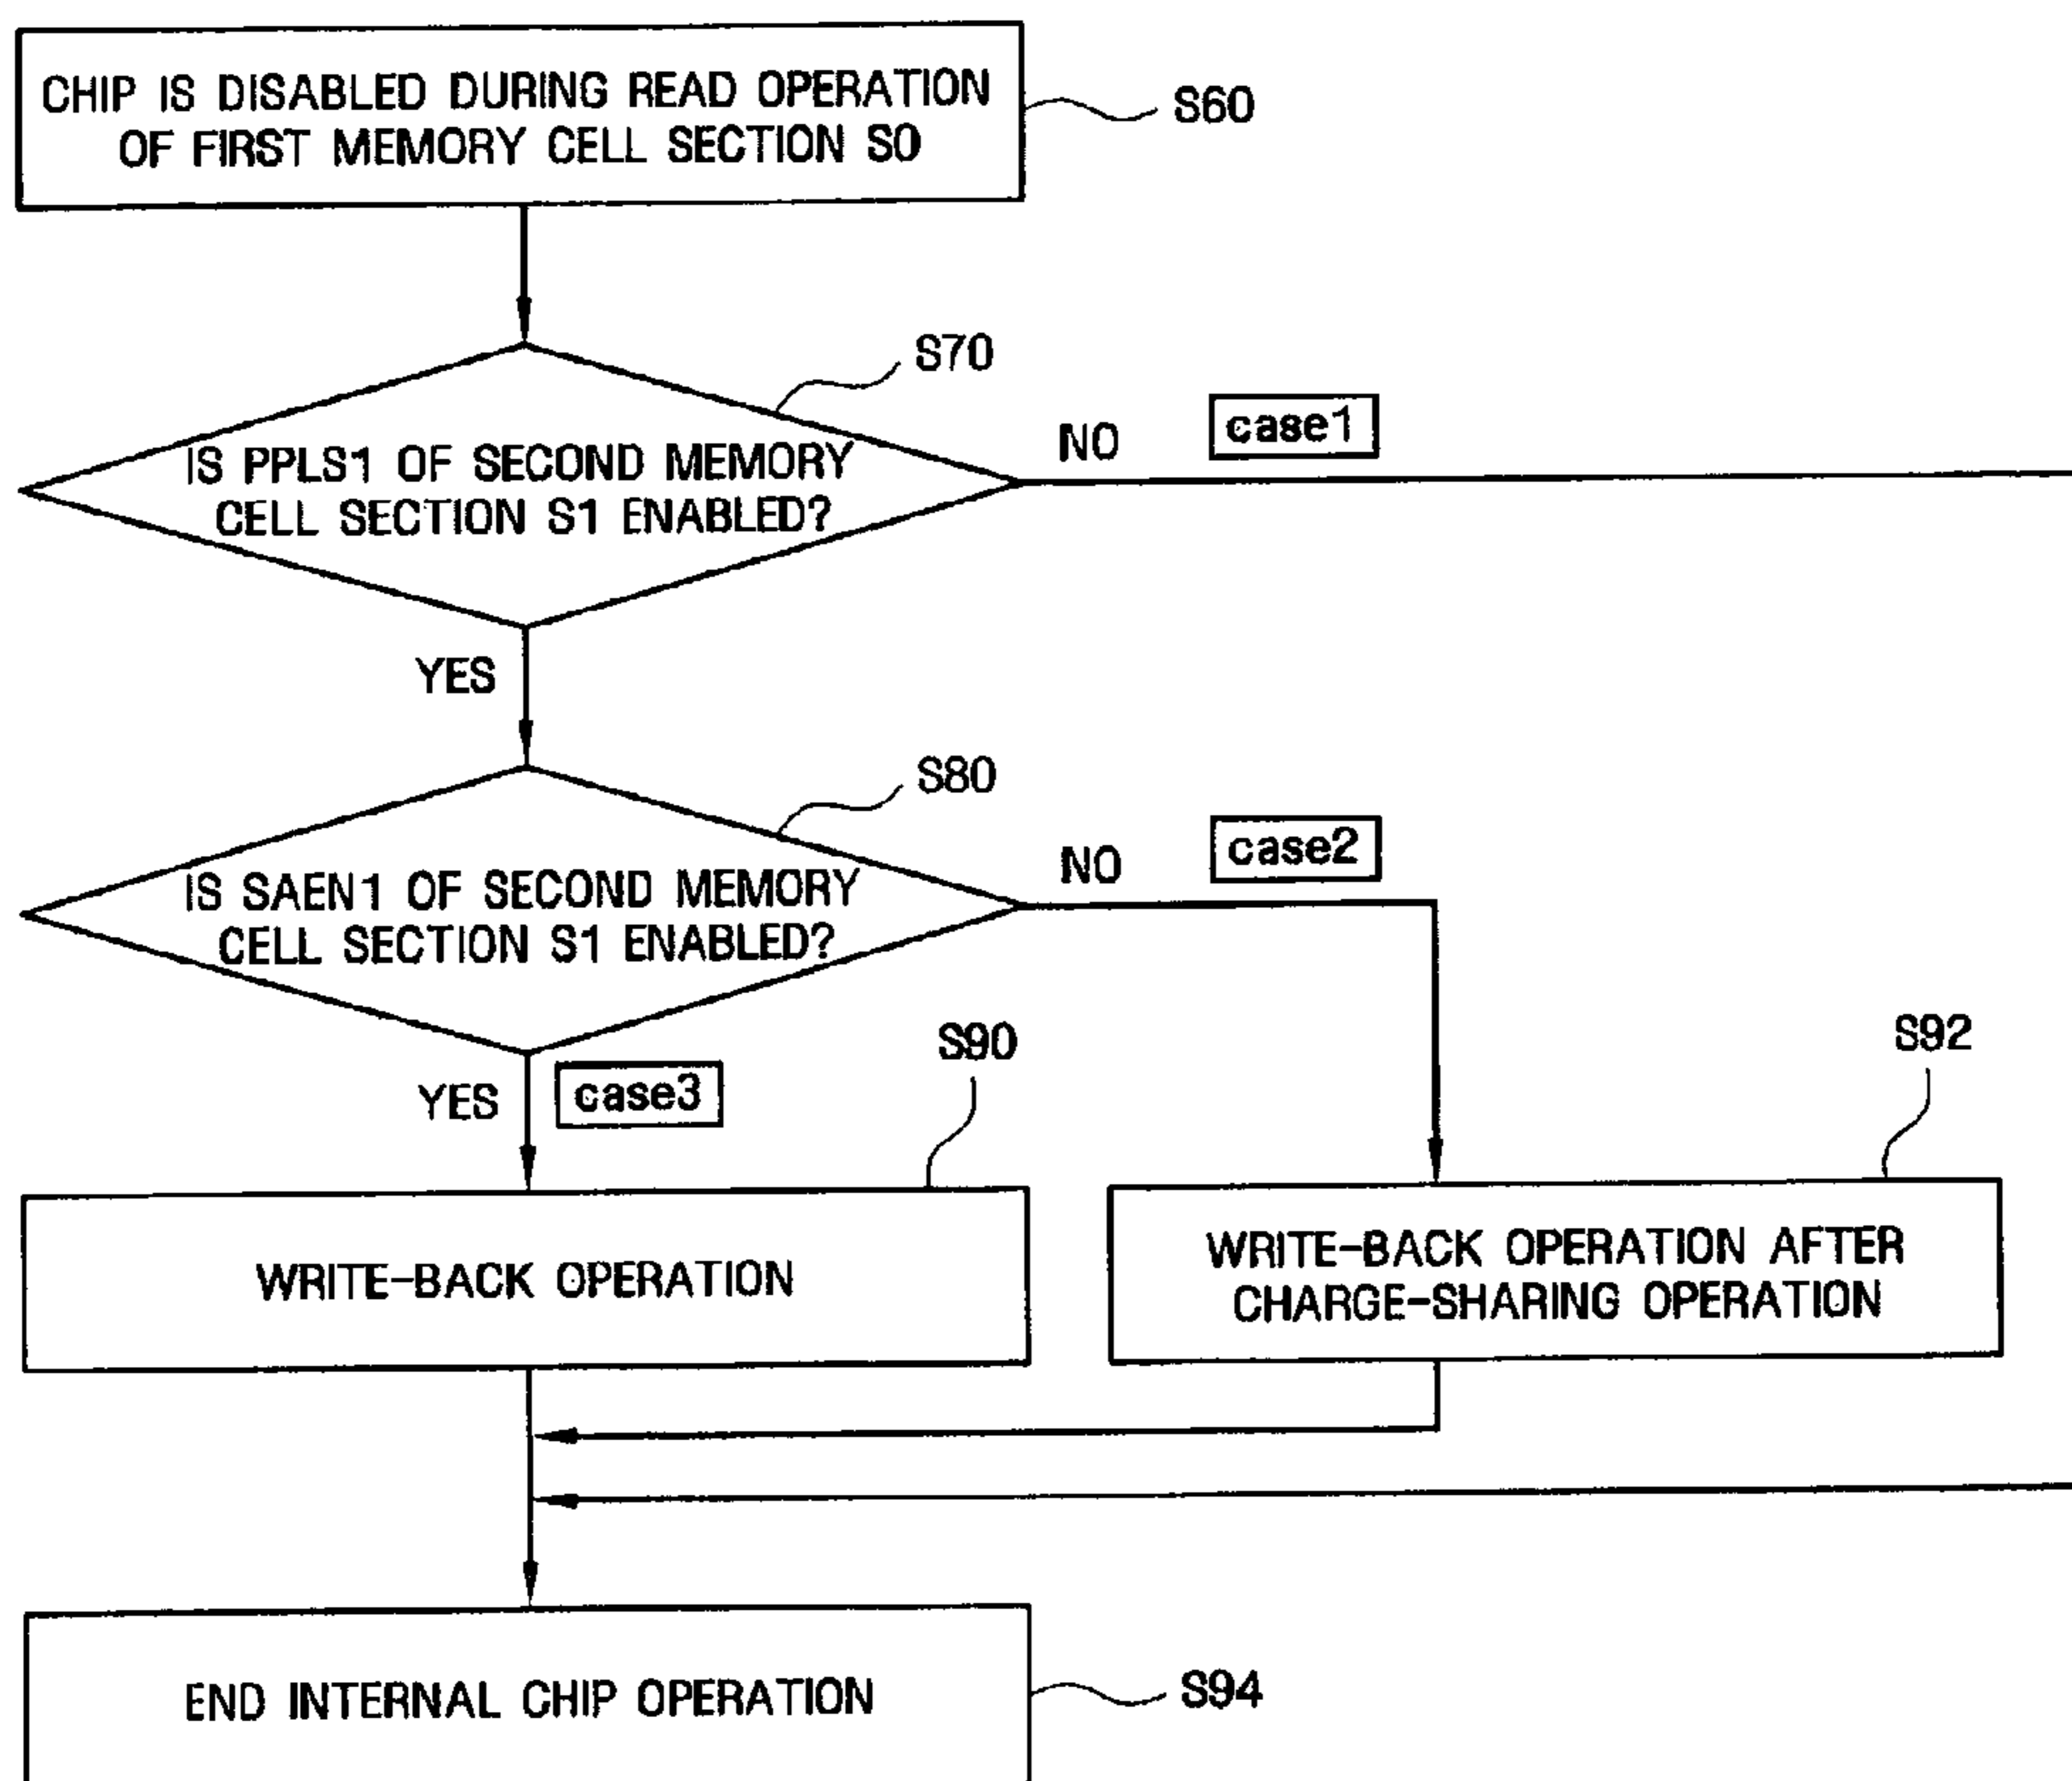 CHIP IS DISABLED DURING READ OPERATION
OF FIRST MEMORY CELL SECTION S0
S60
S70
IS PPLS1 OF SECOND MEMORY
CELL SECTION S1 ENABLED?
NO
case1
YES
S80
IS SAEN1 OF SECOND MEMORY
CELL SECTION S1 ENABLED?
NO
case2
YES
case3
S90
S92
WRITE-BACK OPERATION
WRITE-BACK OPERATION AFTER
CHARGE-SHARING OPERATION
END INTERNAL CHIP OPERATION
S94